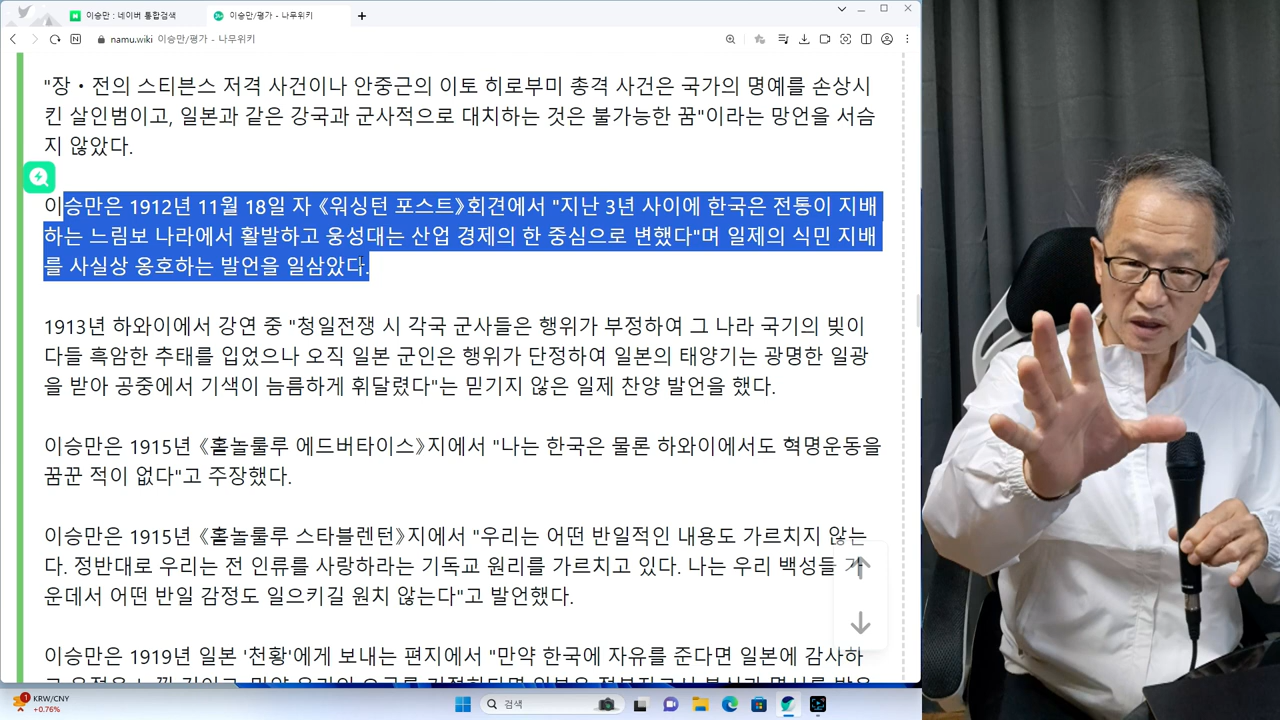 이승만 : 네이버 통합검색
이승만/평가 - 나무위키
namu.wiki 이승만/평가 - 나무위키
"장 • 전의 스티븐스 저격 사건이나 안중근의 이토 히로부미 총격 사건은 국가의 명예를 손상시
킨 살인범이고, 일본과 같은 강국과 군사적으로 대치하는 것은 불가능한 꿈"이라는 망언을 서슴
지 않았다.
이승만은 1912년 11월 18일 자 《워싱턴 포스트》회견에서 "지난 3년 사이에 한국은 전통이 지배
하는 느림보 나라에서 활발하고 웅성대는 산업 경제의 한 중심으로 변했다"며 일제의 식민 지배
를 사실상 옹호하는 발언을 일삼았다.
1913년 하와이에서 강연 중 "청일전쟁 시 각국 군사들은 행위가 부정하여 그 나라 국기의 빛이
다들 흑암한 추태를 입었으나 오직 일본 군인은 행위가 단정하여 일본의 태양기는 광명한 일광
을 받아 공중에서 기색이 늠름하게 휘달렸다"는 믿기지 않은 일제 찬양 발언을 했다.
이승만은 1915년 《홀놀룰루 에드버타이스》지에서 "나는 한국은 물론 하와이에서도 혁명운동을
꿈꾼 적이 없다"고 주장했다.
이승만은 1915년 《홀놀룰루 스타블렌턴》지에서 "우리는 어떤 반일적인 내용도 가르치지 않는
다. 정반대로 우리는 전 인류를 사랑하라는 기독교 원리를 가르치고 있다. 나는 우리 백성들 가
운데서 어떤 반일 감정도 일으키길 원치 않는다"고 발언했다.
이승만은 1919년 일본 '천황'에게 보내는 편지에서 "만약 한국에 자유를 준다면 일본에 감사하
KRW/CNY
+0.76%
검색